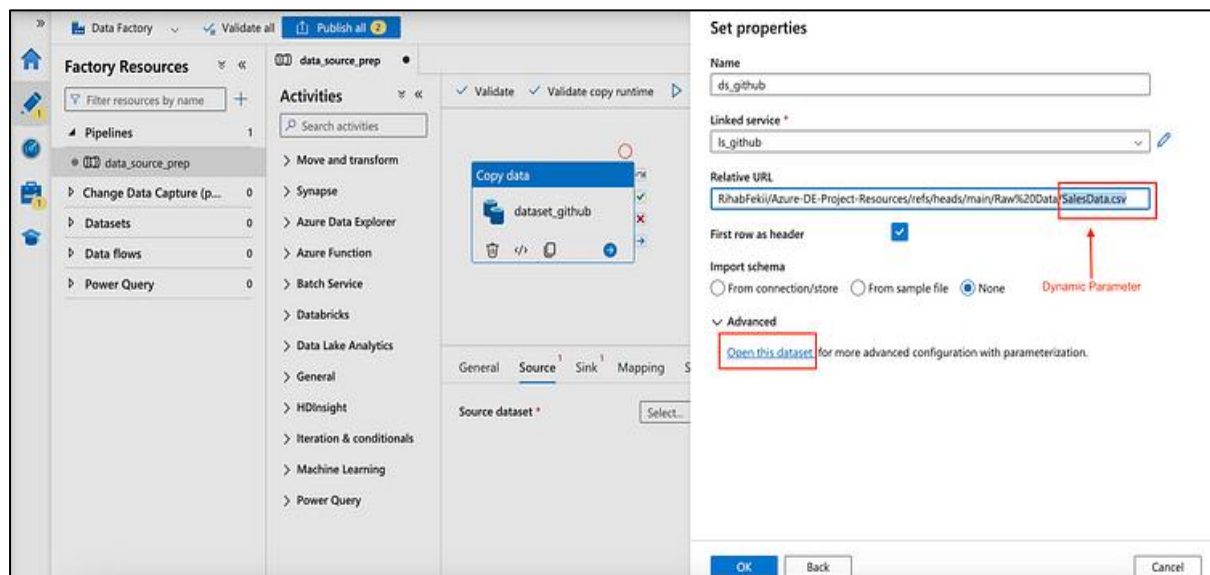 Data Factory
Validate all
Publish all 2
Factory Resources
Filter resources by name
Pipelines 1
data_source_prep
Change Data Capture (p... 0
Datasets 0
Data flows 0
Power Query 0
data_source_prep
Activities
Search activities
Move and transform
Synapse
Azure Data Explorer
Azure Function
Batch Service
Databricks
Data Lake Analytics
General
HDInsight
Iteration & conditionals
Machine Learning
Power Query
Validate Validate copy runtime
Copy data
dataset_github
General Source 1 Sink 1 Mapping S
Source dataset * Select...
Set properties
Name
ds_github
Linked service *
ls_github
Relative URL
RihabFekii/Azure-DE-Project-Resources/refs/heads/main/Raw%20Data/SalesData.csv
First row as header
Import schema
From connection/store From sample file None
Dynamic Parameter
Advanced
Open this dataset for more advanced configuration with parameterization.
OK Back Cancel